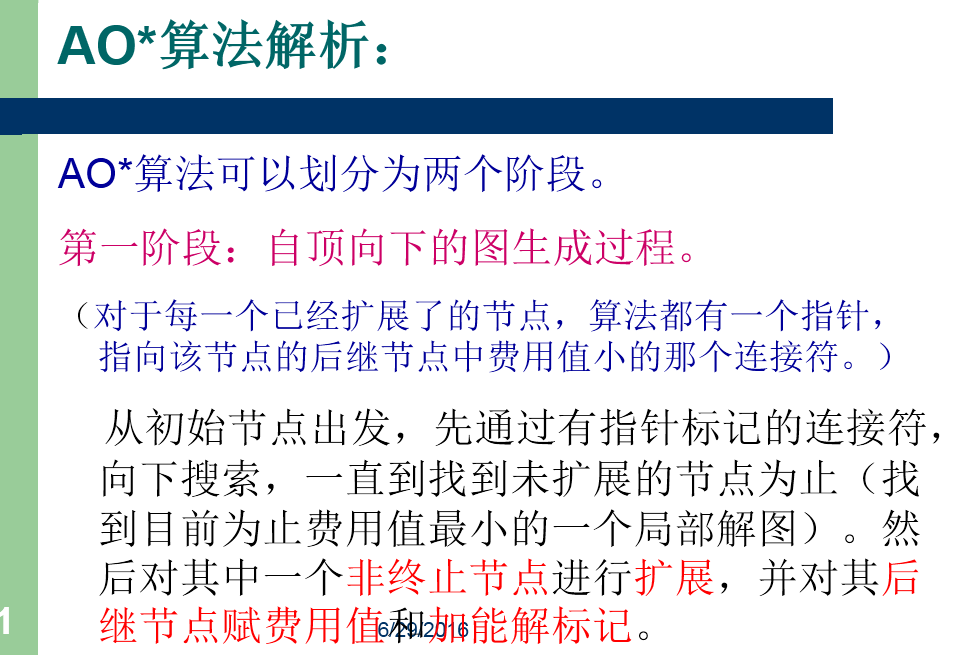 AO*算法解析：
AO*算法可以划分为两个阶段。
第一阶段：自顶向下的图生成过程。
（对于每一个已经扩展了的节点，算法都有一个指针，
指向该节点的后继节点中费用值小的那个连接符。）
从初始节点出发，先通过有指针标记的连接符，
向下搜索，一直到找到未扩展的节点为止（找
到目前为止费用值最小的一个局部解图）。然
后对其中一个非终止节点进行扩展，并对其后
继节点赋费用值和加能解标记。
1
6/29/2016